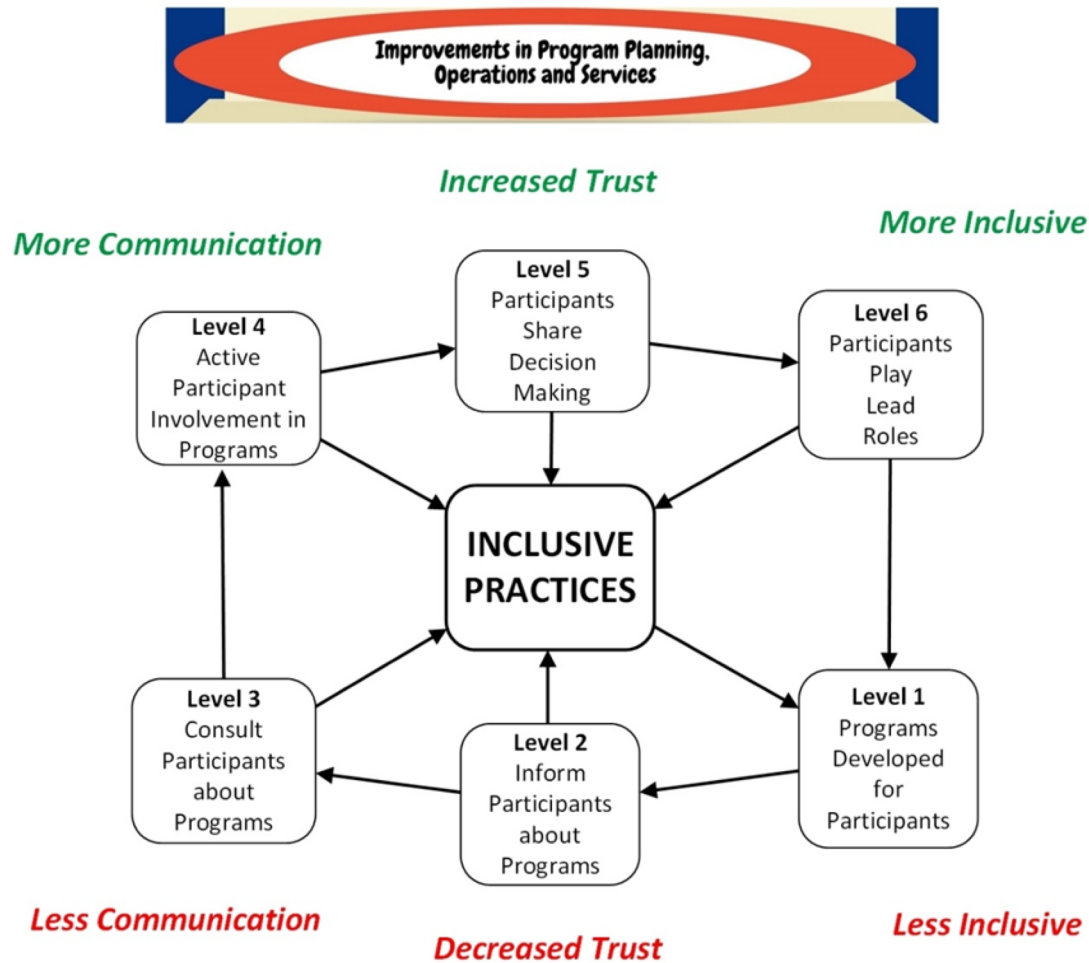 Improvements in Program Planning,
Operations and Services
Increased Trust
More Inclusive
More Communication
Level 5
Participants
Share
Decision
Making
Level 6
Participants
Play
Lead
Roles
Level 4
Active
Participant
Involvement in
Programs
INCLUSIVE
PRACTICES
Level 3
Consult
Participants
about
Programs
Level 2
Inform
Participants
about
Programs
Level 1
Programs
Developed
for
Participants
Less Communication
Decreased Trust
Less Inclusive